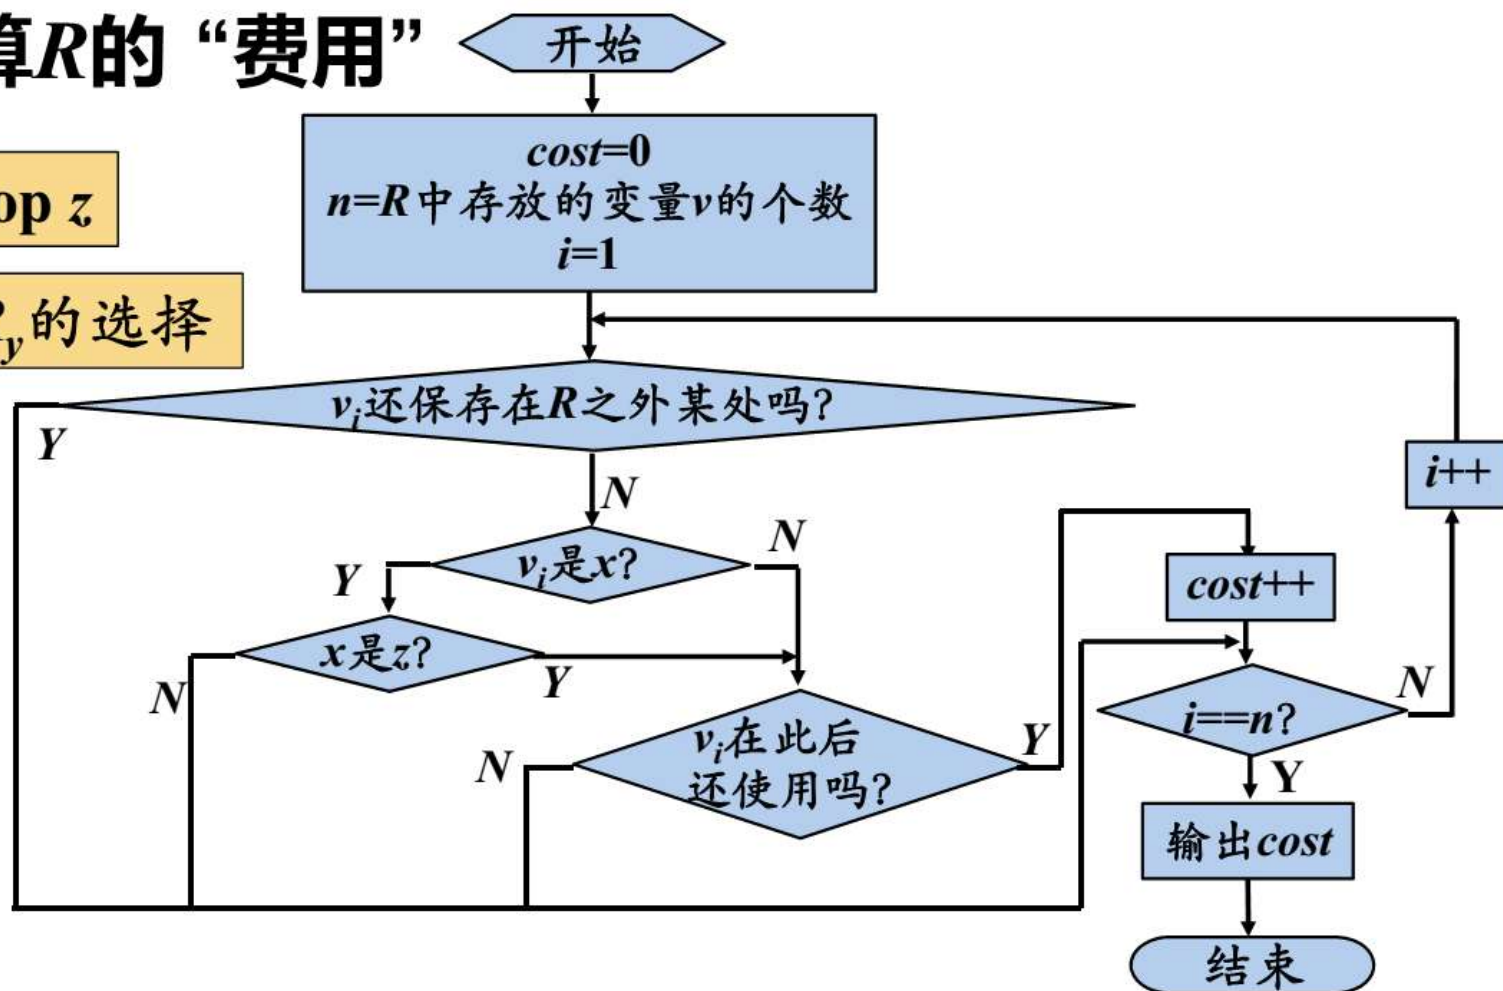 算R的“费用”
开始
cost=0
n=R中存放的变量v的个数
i=1
op z
y的选择
vi还保存在R之外某处吗?
Y
N
i++
vi是x?
N
Y
cost++
x是z?
N
Y
vi在此后
还使用吗?
N
Y
i==n?
N
Y
输出cost
结束